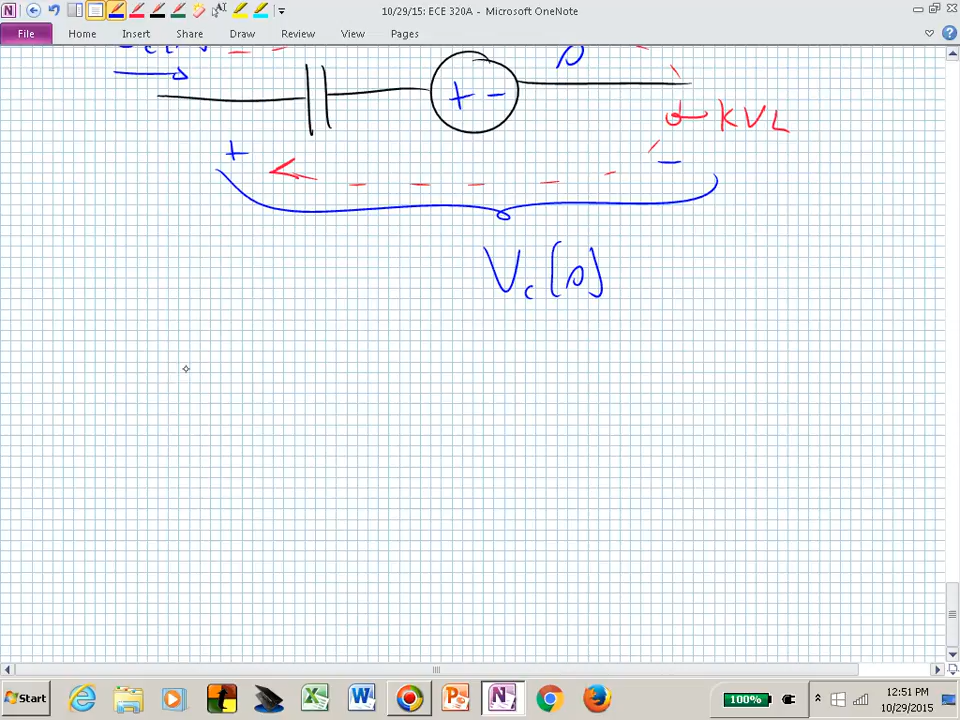 10/29/15: ECE 320A - Microsoft OneNote
File Home Insert Share Draw Review View Pages
+ -
KVL
+ -
Vc(s)
Start
100%
12:51 PM
10/29/2015